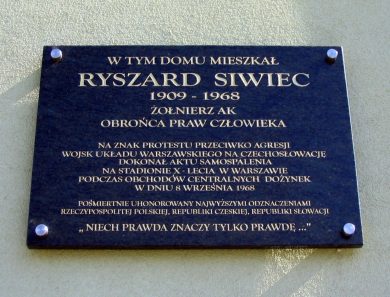 W TYM DOMU MIESZKAŁ
RYSZARD SIWIEC
1909 - 1968
ŻOŁNIERZ AK
OBROŃCA PRAW CZŁOWIEKA
NA ZNAK PROTESTU PRZECIWKO AGRESJI
WOJSK UKŁADU WARSZAWSKIEGO NA CZECHOSŁOWACJĘ
DOKONAŁ AKTU SAMOSPALENIA
NA STADIONIE X - LECIA W WARSZAWIE
PODCZAS OBCHODÓW CENTRALNYCH DOŻYNEK
W DNIU 8 WRZEŚNIA 1968
POŚMIERTNIE UHONOROWANY NAJWYŻSZYMI ODZNACZENIAMI
RZECZYPOSPOLITEJ POLSKIEJ, REPUBLIKI CZESKIEJ, REPUBLIKI SŁOWACJI
„NIECH PRAWDA ZNACZY TYLKO PRAWDĘ ..."